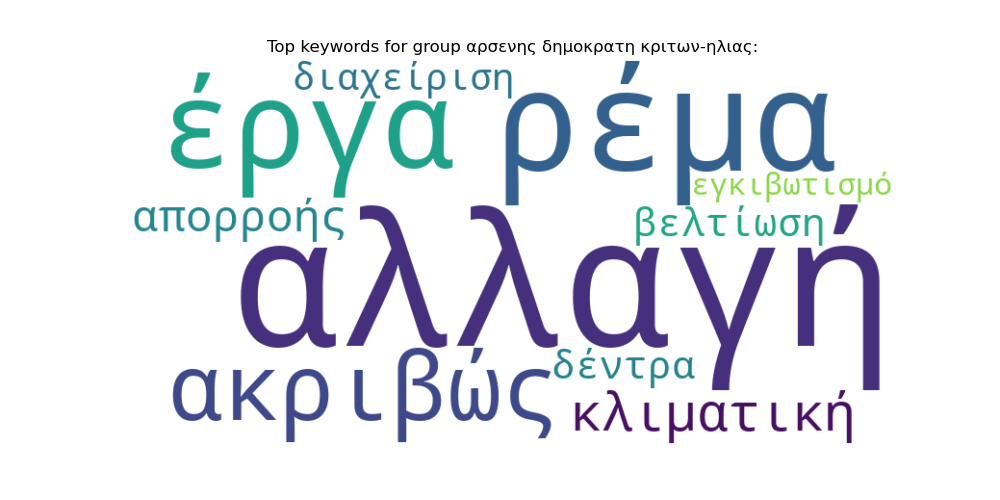 Top keywords for group αρσενης δημοκρατη κριτων-ηλιας:
διαχείριση
έργα ρέμα
εγκιβωτισμό
απορροής βελτίωση
αλλαγή
ακριβώς δέντρα
κλιματική